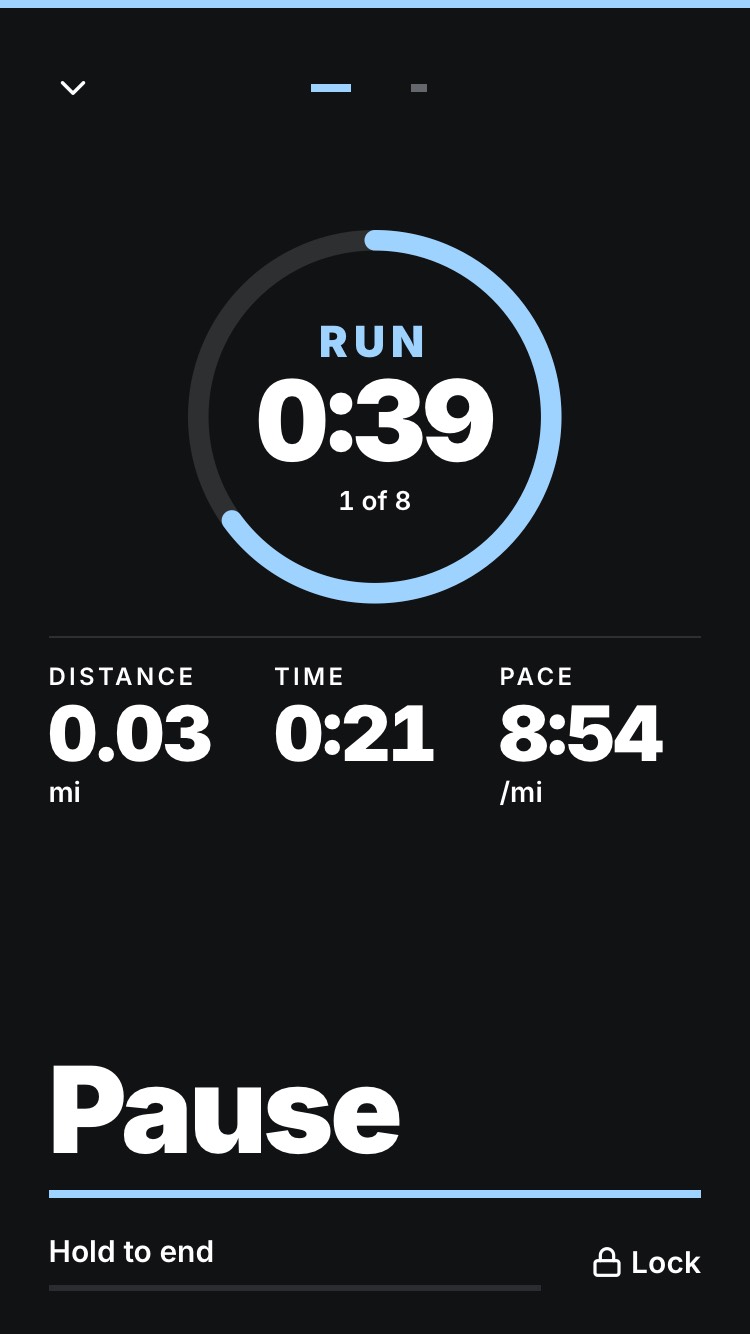 RUN
0:39
1 of 8
DISTANCE TIME PACE
0.03 0:21 8:54
mi /mi
Pause
Hold to end
Lock